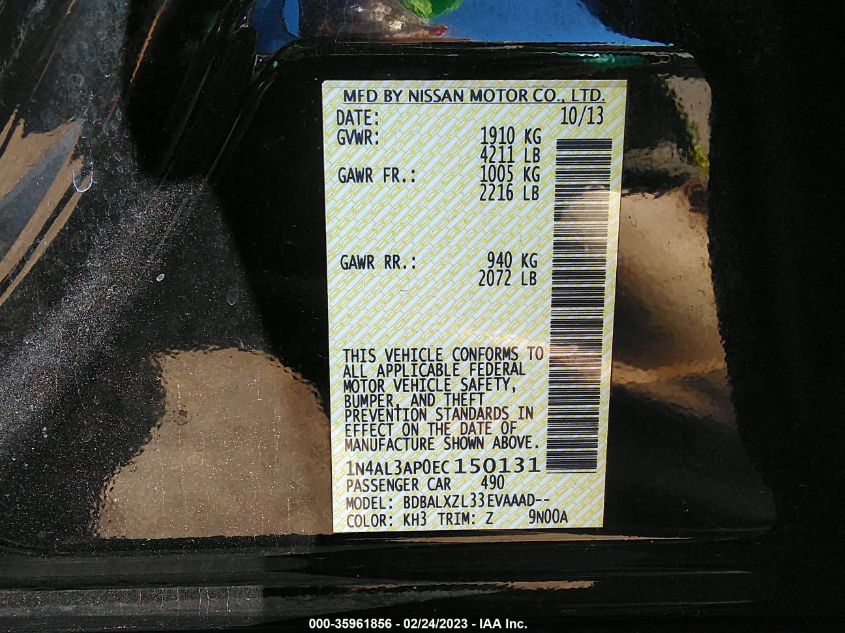 MFD BY NISSAN MOTOR CO., LTD.
DATE: 10/13
GVWR: 1910 KG
4211 LB
GAWR FR.: 1005 KG
2216 LB
GAWR RR.: 940 KG
2072 LB
THIS VEHICLE CONFORMS TO
ALL APPLICABLE FEDERAL
MOTOR VEHICLE SAFETY,
BUMPER, AND THEFT
PREVENTION STANDARDS IN
EFFECT ON THE DATE OF
MANUFACTURE SHOWN ABOVE.
1N4AL3AP0EC150131
PASSENGER CAR 490
MODEL: BDBALXZL33EVAAAD--
COLOR: KH3 TRIM: Z 9N00A
000-35961856 - 02/24/2023 - IAA Inc.